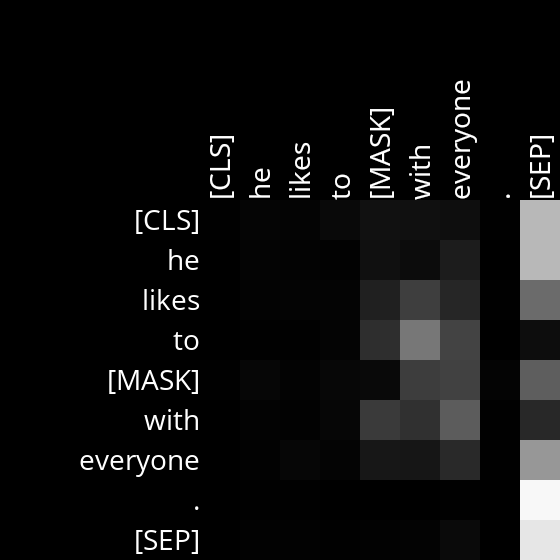 [CLS] he likes to [MASK] with everyone . [SEP]
[CLS]
he
likes
to
[MASK]
with
everyone
.
[SEP]